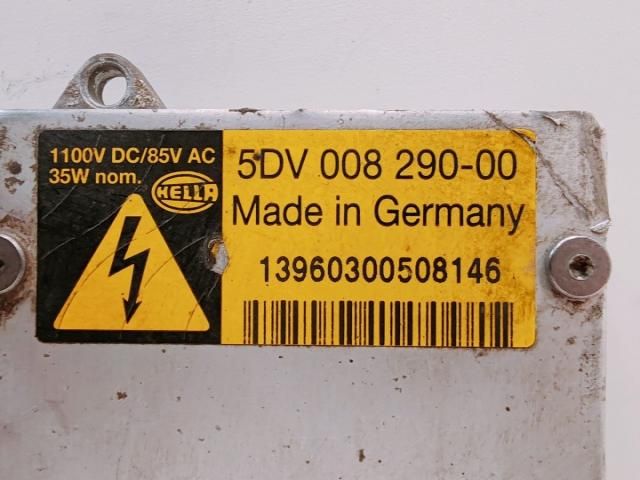 1100V DC/85V AC
35W nom.
HELLA
5DV 008 290-00
Made in Germany
13960300508146